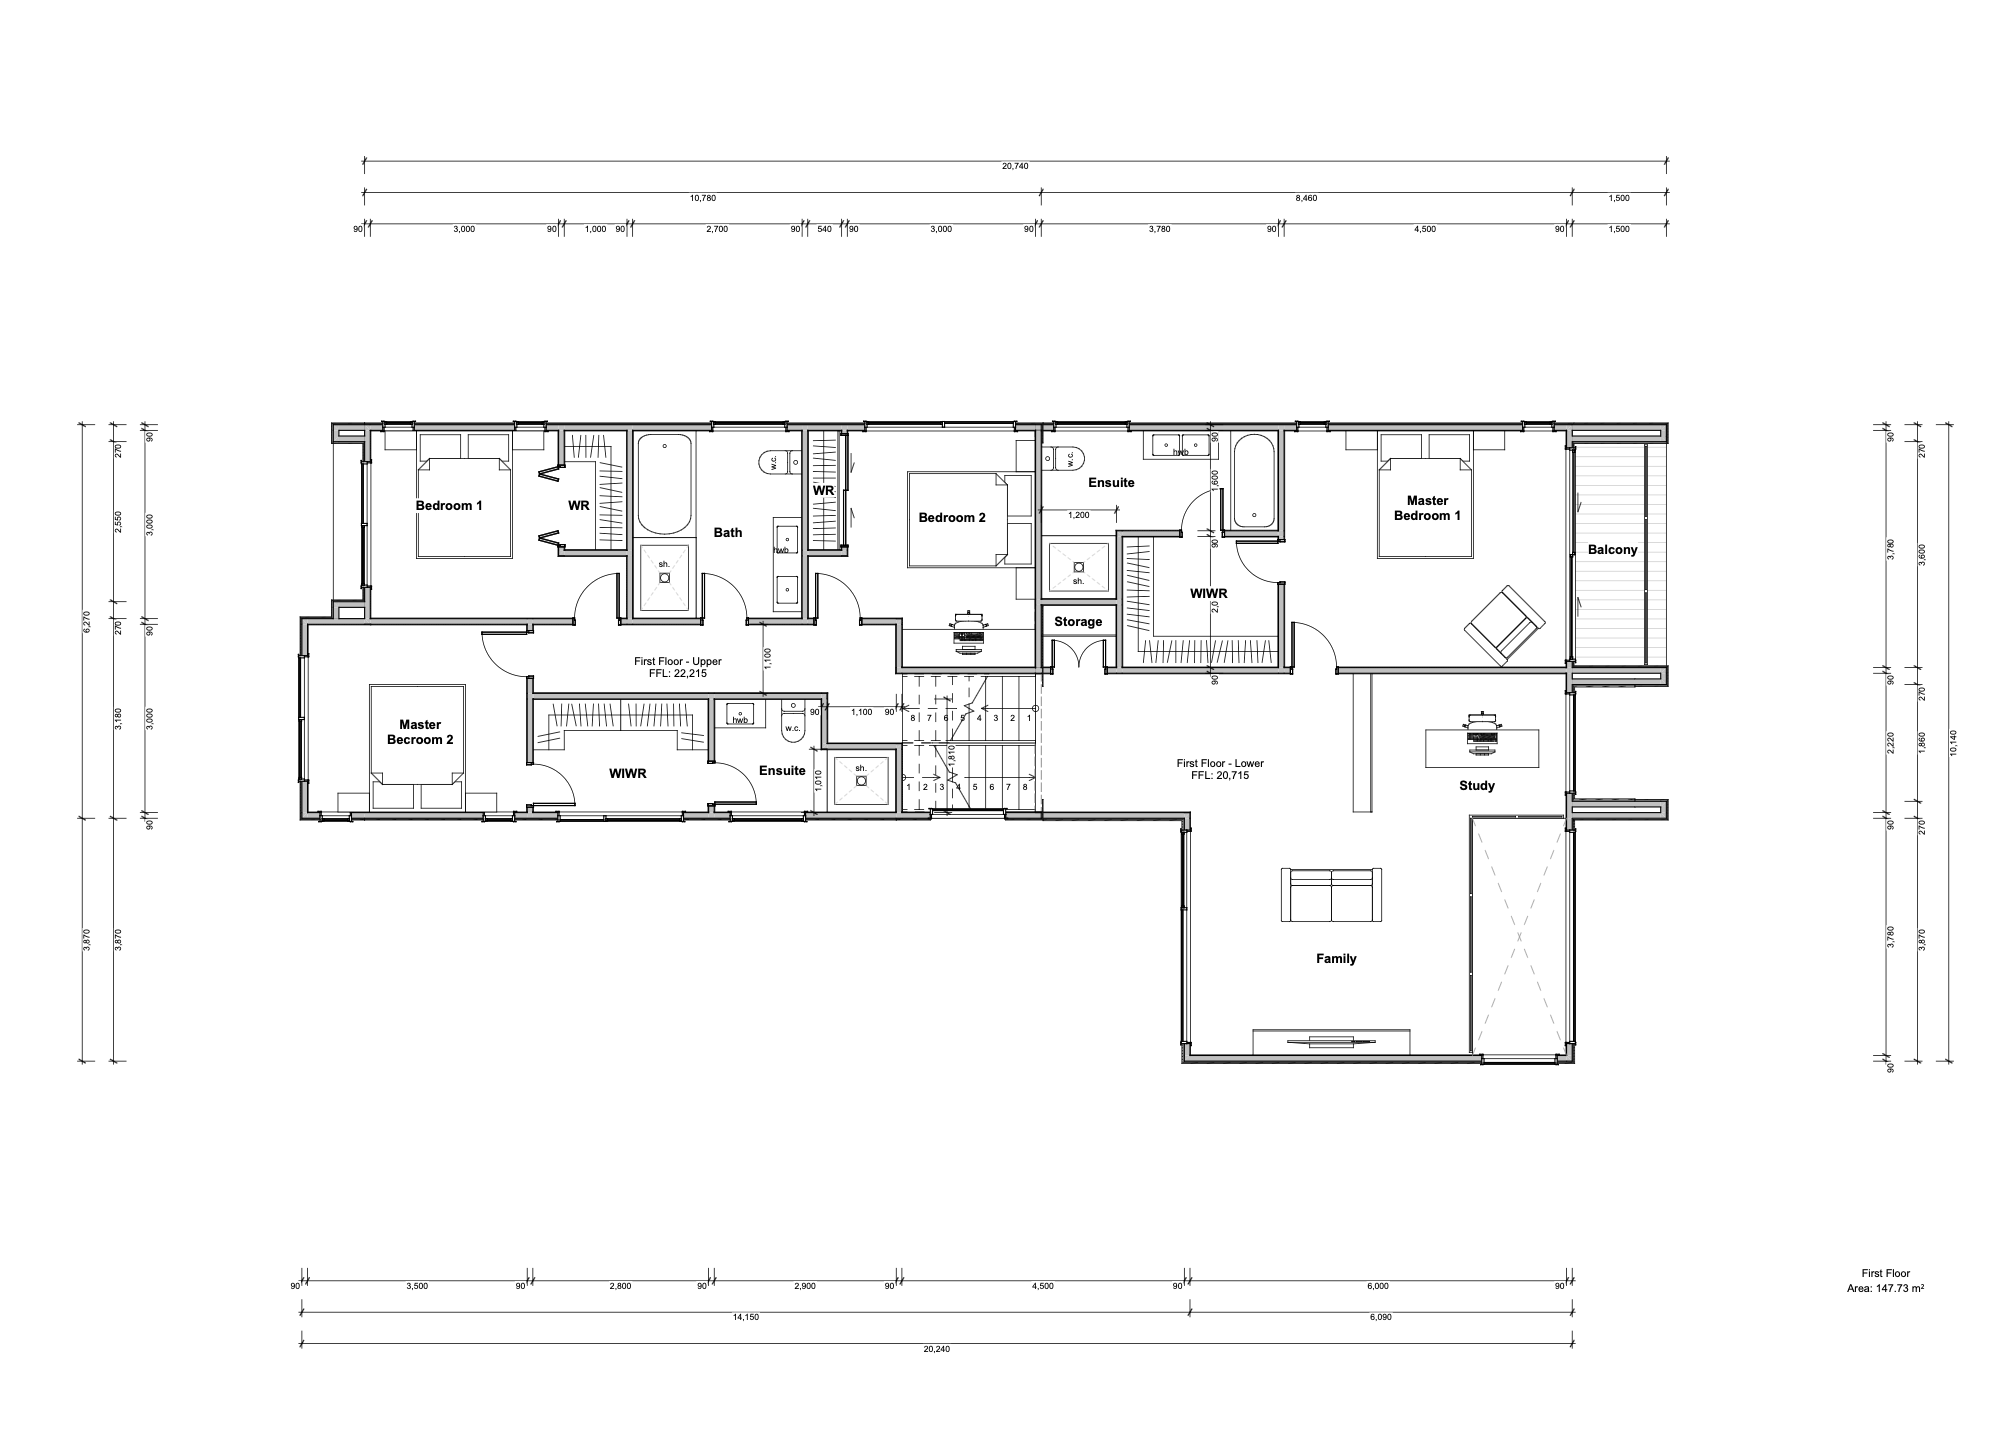 20,740
10,780 8,460 1,500
90 3,000 90 1,000 90 2,700 90 540 90 3,000 90 3,780 90 4,500 90 1,500
6,270
3,870
270
2,550
270
3,180
3,870
90
3,000
90
3,000
90
Bedroom 1
WR
Bath
w.c.
hwb
sh.
WR
Bedroom 2
w.c.
Ensuite
hwb
1,200
sh.
Storage
90
1,600
90
WIWR
2,0
90
Master
Bedroom 1
Balcony
First Floor - Upper
FFL: 22,215
1,100
Master
Becroom 2
WIWR
hwb
w.c.
Ensuite
90 1,100 90
1,010
sh.
8 7 6 5 4 3 2 1
1,810
1 2 3 4 5 6 7 8
First Floor - Lower
FFL: 20,715
Study
Family
90
3,780
90
2,220
90
3,780
90
270
3,600
270
1,860
270
3,870
10,140
90 3,500 90 2,800 90 2,900 90 4,500 90 6,000 90
14,150 6,090
20,240
First Floor
Area: 147.73 m²